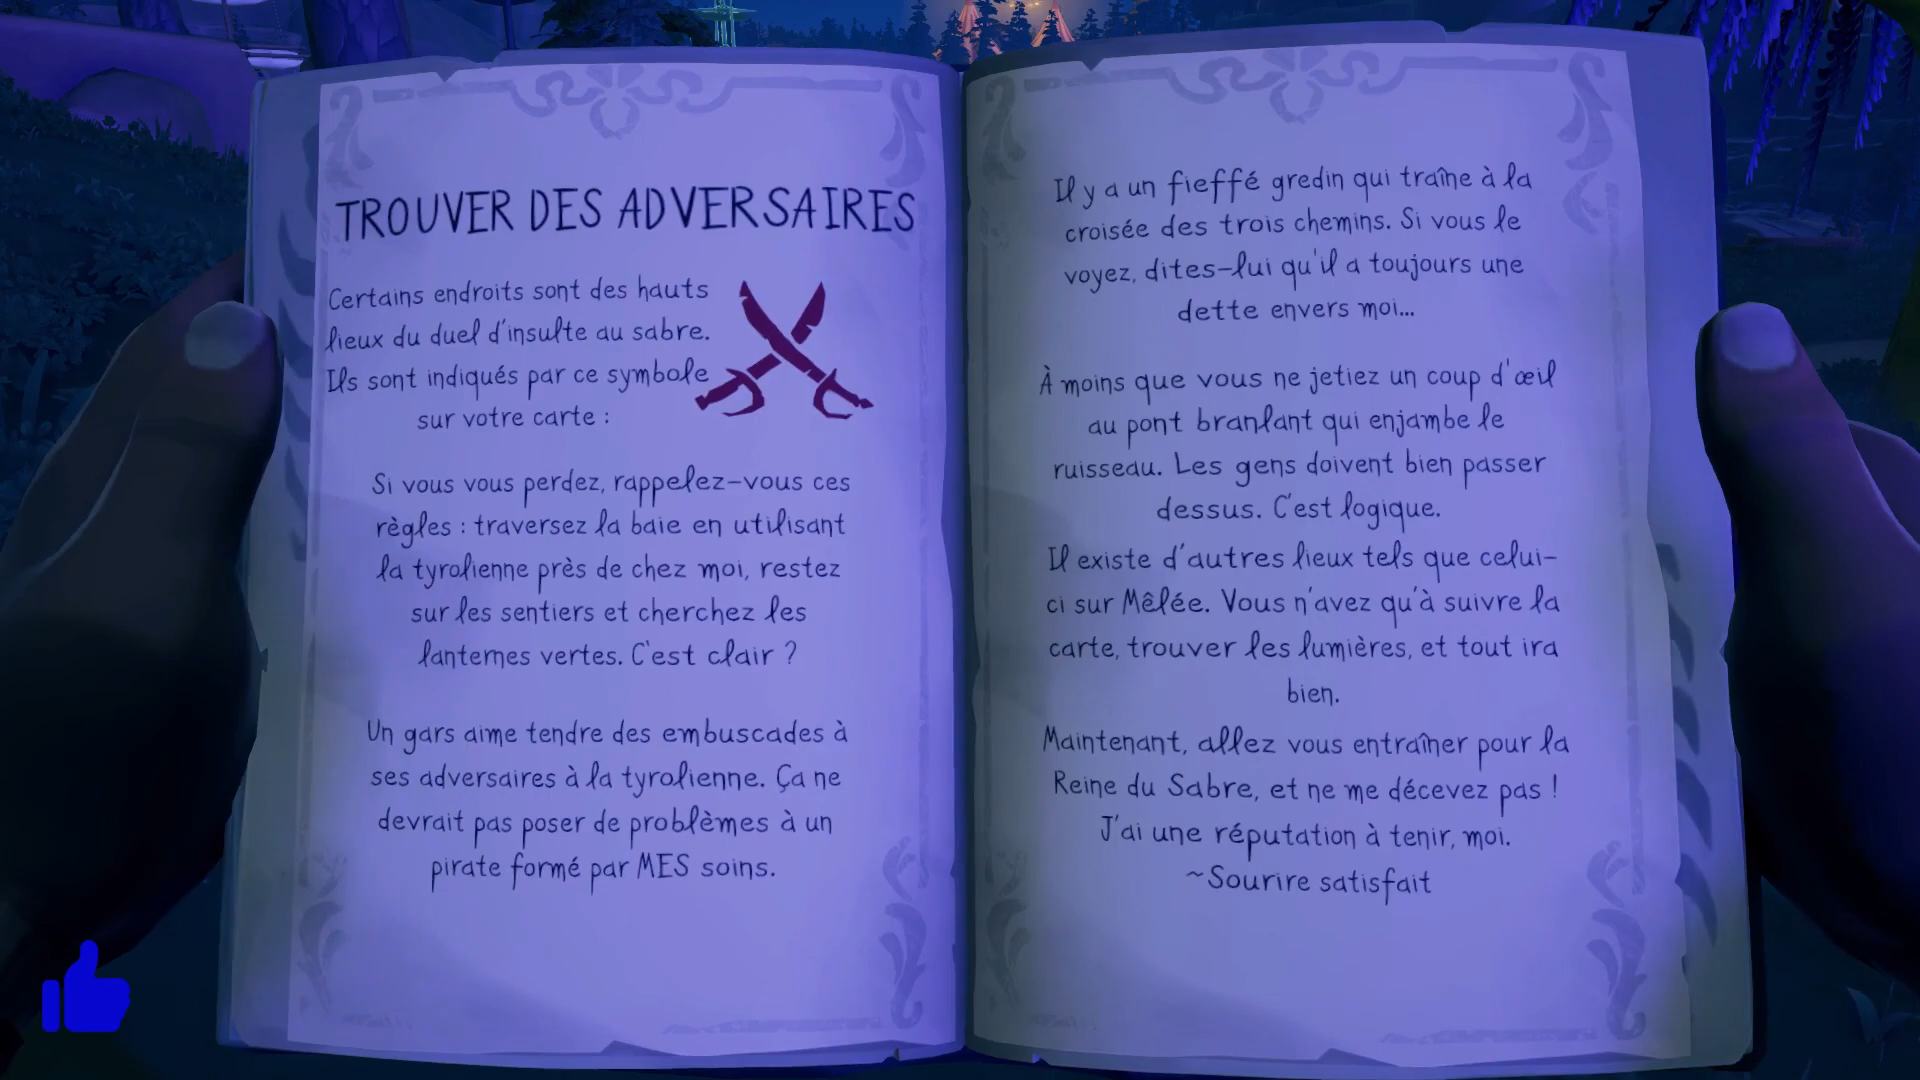 TROUVER DES ADVERSAIRES
Certains endroits sont des hauts
lieux du duel d'insulte au sabre.
Ils sont indiqués par ce symbole
sur votre carte :
Si vous vous perdez, rappelez-vous ces
règles : traversez la baie en utilisant
la tyrolienne près de chez moi, restez
sur les sentiers et cherchez les
lanternes vertes. C'est clair ?
Un gars aime tendre des embuscades à
ses adversaires à la tyrolienne. Ça ne
devrait pas poser de problèmes à un
pirate formé par MES soins.
Il y a un fieffé gredin qui traîne à la
croisée des trois chemins. Si vous le
voyez, dites-lui qu'il a toujours une
dette envers moi...
À moins que vous ne jetiez un coup d'œil
au pont branlant qui enjambe le
ruisseau. Les gens doivent bien passer
dessus. C'est logique.
Il existe d'autres lieux tels que celui-
ci sur Mêlée. Vous n'avez qu'à suivre la
carte, trouver les lumières, et tout ira
bien.
Maintenant, allez vous entraîner pour la
Reine du Sabre, et ne me décevez pas !
J'ai une réputation à tenir, moi.
~Sourire satisfait